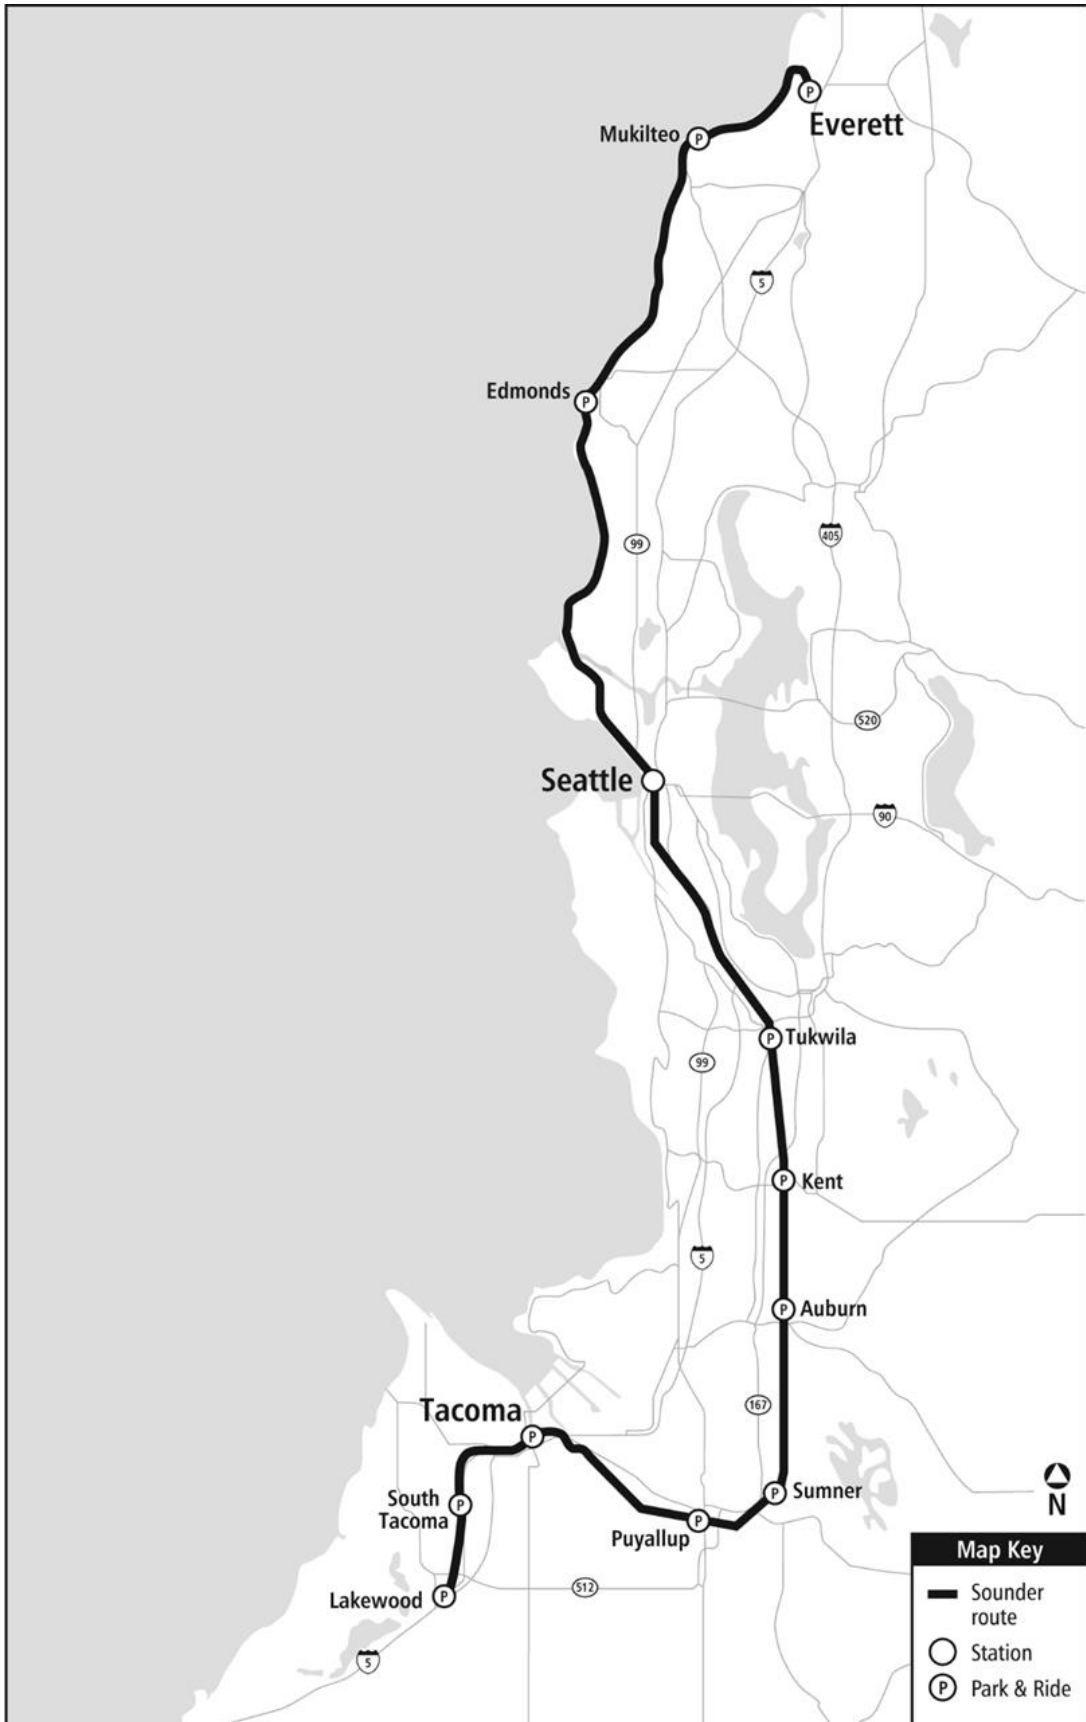 P
Everett
Mukilteo
P
5
Edmonds
P
99
405
520
Seattle
90
P
Tukwila
99
P
Kent
5
P
Auburn
167
Tacoma
P
P
Sumner
South
Tacoma
P
P
Puyallup
N
512
Lakewood
P
5
Map Key
Sounder
route
Station
P
Park & Ride